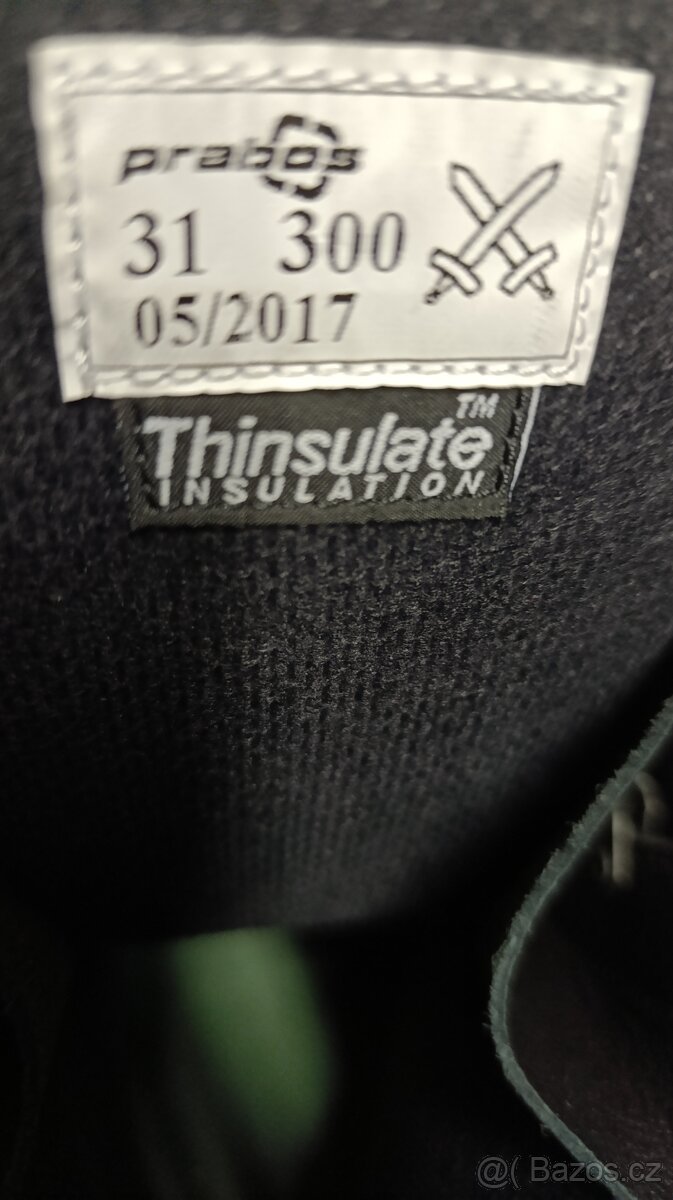 prabos
31 300
05/2017
Thinsulate™
INSULATION
@( Bazos.cz